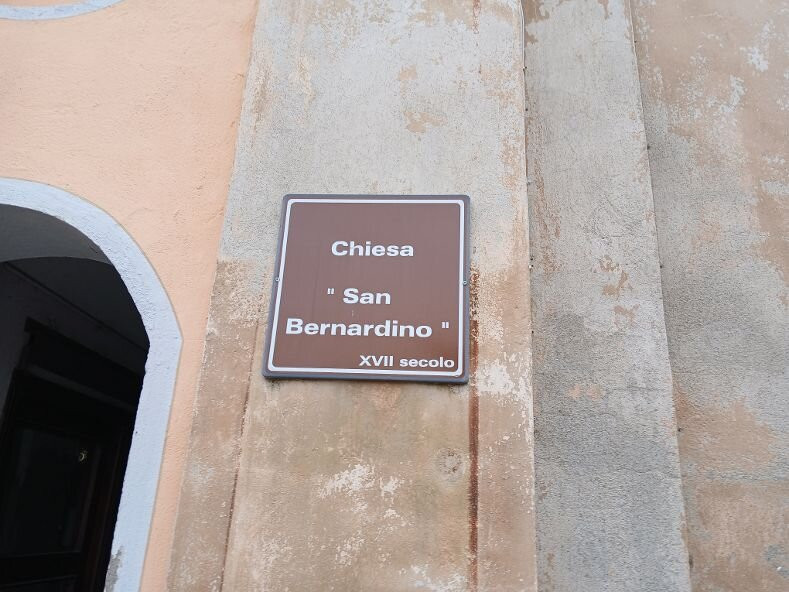 Chiesa
" San
Bernardino "
XVII secolo